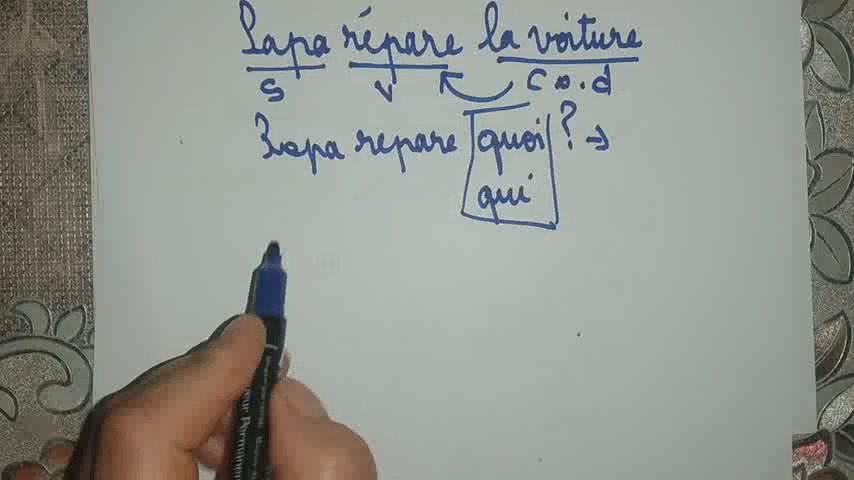 Papa répare la voiture
S V C.o.d
Papa repare quoi ? →
qui